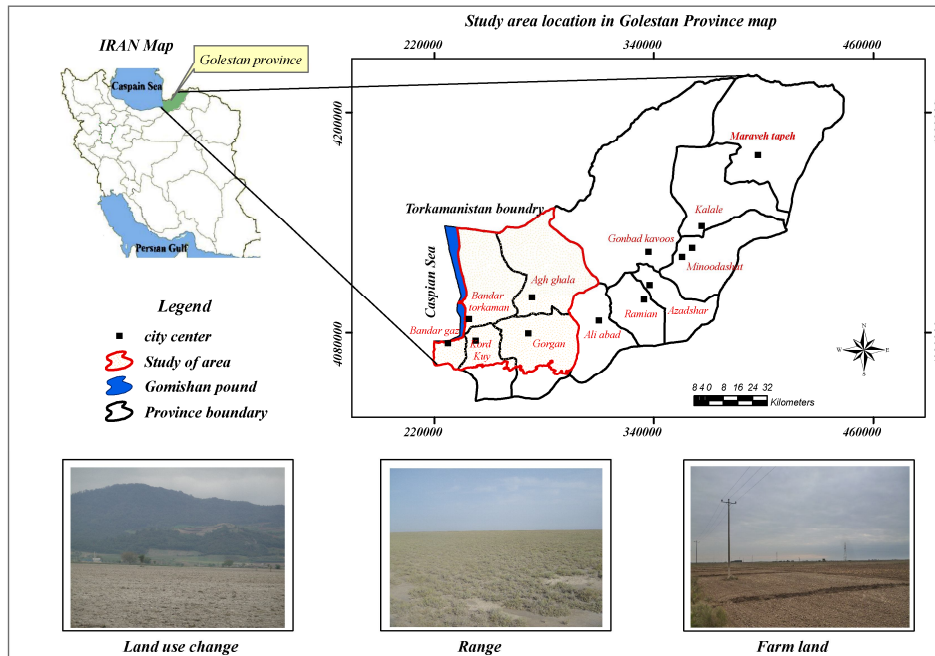 Study area location in Golestan Province map
IRAN Map
Golestan province
Caspain Sea
Persian Gulf
220000
340000
460000
4200000
4080000
Maraveh tapeh
Kalale
Torkamanistan boundry
Gonbad kavoos
Minoodasht
Caspian Sea
Agh ghala
Bandar
torkaman
Ramian
Azadshar
Bandar gaz
Kord
Kuy
Gorgan
Ali abad
Legend
city center
Study of area
Gomishan pound
Province boundary
N
W
E
S
8 4 0 8 16 24 32
Kilometers
220000
340000
460000
Land use change
Range
Farm land